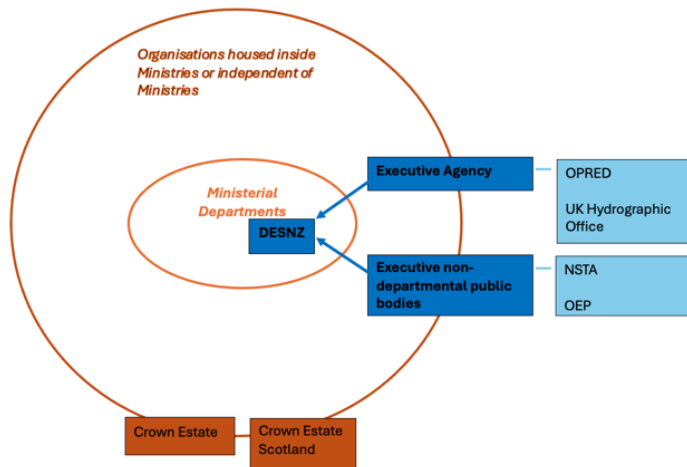 Organisations housed inside
Ministries or independent of
Ministries
Executive Agency
OPRED
UK Hydrographic
Office
Ministerial
Departments
DESNZ
Executive non-
departmental public
bodies
NSTA
OEP
Crown Estate
Crown Estate
Scotland